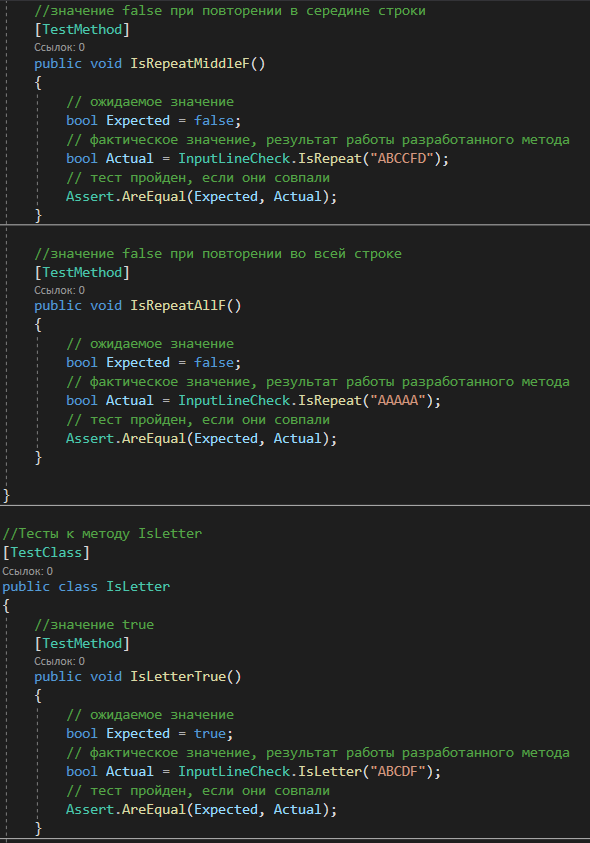 //значение false при повторении в середине строки
[TestMethod]
Ссылок: 0
public void IsRepeatMiddleF()
{
// ожидаемое значение
bool Expected = false;
// фактическое значение, результат работы разработанного метода
bool Actual = InputLineCheck.IsRepeat("ABCCFD");
// тест пройден, если они совпали
Assert.AreEqual(Expected, Actual);
}
//значение false при повторении во всей строке
[TestMethod]
Ссылок: 0
public void IsRepeatAllF()
{
// ожидаемое значение
bool Expected = false;
// фактическое значение, результат работы разработанного метода
bool Actual = InputLineCheck.IsRepeat("AAAAA");
// тест пройден, если они совпали
Assert.AreEqual(Expected, Actual);
}
}
//Тесты к методу IsLetter
[TestClass]
Ссылок: 0
public class IsLetter
{
//значение true
[TestMethod]
Ссылок: 0
public void IsLetterTrue()
{
// ожидаемое значение
bool Expected = true;
// фактическое значение, результат работы разработанного метода
bool Actual = InputLineCheck.IsLetter("ABCDF");
// тест пройден, если они совпали
Assert.AreEqual(Expected, Actual);
}